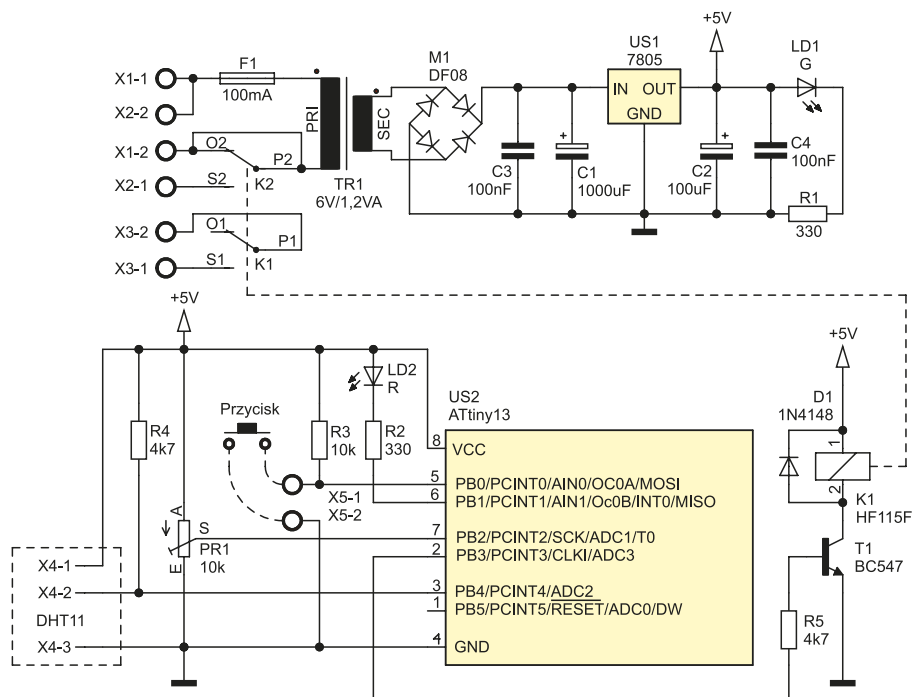 X1-1
F1
100mA
X2-2
X1-2
O2
P2
X2-1
S2
K2
X3-2
O1
P1
X3-1
S1
K1
PRI
SEC
TR1
6V/1,2VA
M1
DF08
C3
100nF
+
C1
1000uF
US1
7805
IN OUT
GND
+5V
+
C2
100uF
C4
100nF
LD1
G
R1
330
+5V
R4
4k7
Przycisk
R3
10k
LD2
R
R2
330
X5-1
X5-2
A
S
E
PR1
10k
X4-1
X4-2
DHT11
X4-3
US2
ATtiny13
8 VCC
5 PB0/PCINT0/AIN0/OC0A/MOSI
6 PB1/PCINT1/AIN1/Oc0B/INT0/MISO
7 PB2/PCINT2/SCK/ADC1/T0
2 PB3/PCINT3/CLKI/ADC3
3 PB4/PCINT4/ADC2
1 PB5/PCINT5/RESET/ADC0/DW
4 GND
+5V
D1
1N4148
1
2
K1
HF115F
T1
BC547
R5
4k7